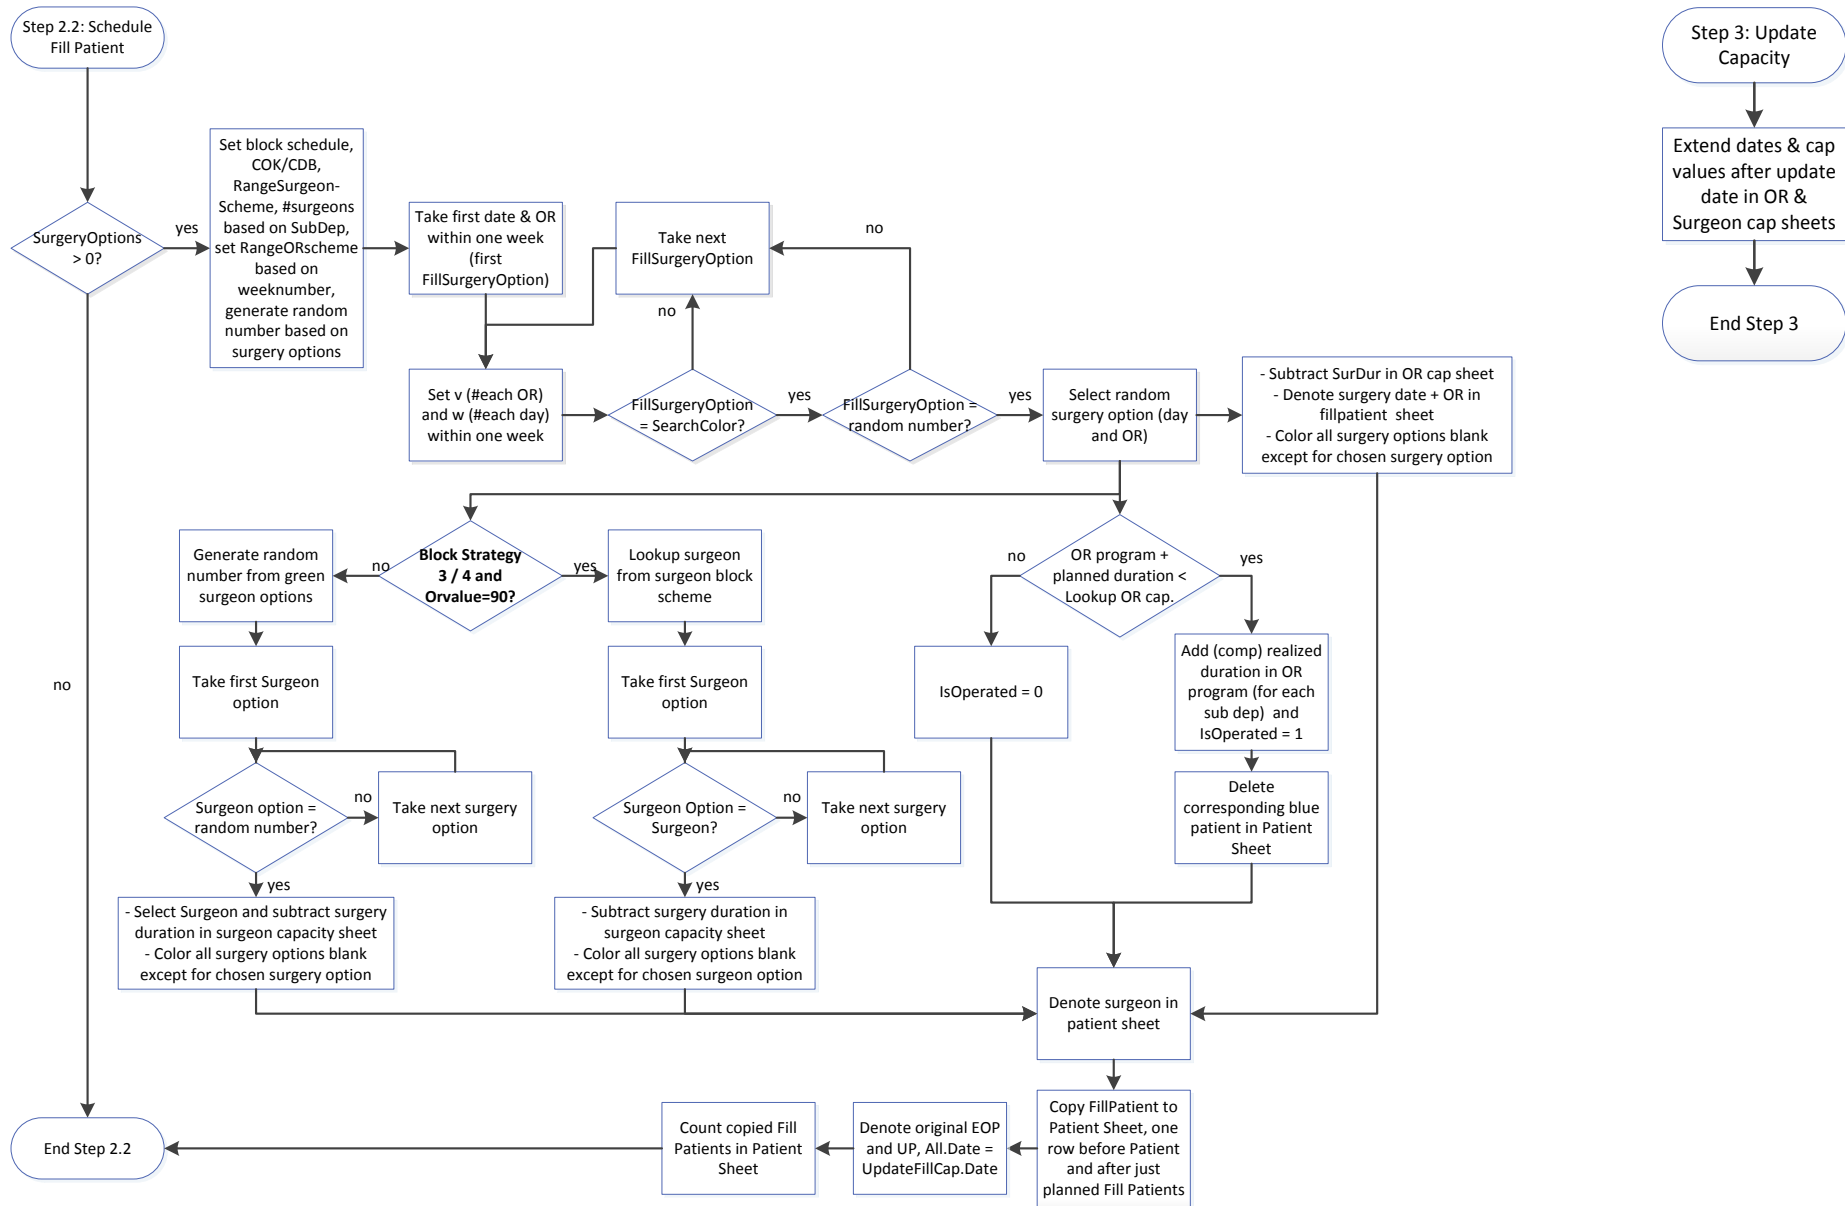 Step 2.2: Schedule
Fill Patient
SurgeryOptions
> 0?
yes
no
Set block schedule,
COK/CDB,
RangeSurgeon-
Scheme, #surgeons
based on SubDep,
set RangeORscheme
based on
weeknumber,
generate random
number based on
surgery options
Take first date & OR
within one week
(first
FillSurgeryOption)
Take next
FillSurgeryOption
no
no
Set v (#each OR)
and w (#each day)
within one week
FillSurgeryOption
= SearchColor?
yes
FillSurgeryOption =
random number?
yes
Select random
surgery option (day
and OR)
- Subtract SurDur in OR cap sheet
- Denote surgery date + OR in
fillpatient sheet
- Color all surgery options blank
except for chosen surgery option
Generate random
number from green
surgeon options
no
Block Strategy
3 / 4 and
Orvalue=90?
yes
Lookup surgeon
from surgeon block
scheme
no
OR program +
planned duration <
Lookup OR cap.
yes
Take first Surgeon
option
Take first Surgeon
option
IsOperated = 0
Add (comp) realized
duration in OR
program (for each
sub dep) and
IsOperated = 1
Surgeon option =
random number?
no
Take next surgery
option
Surgeon Option =
Surgeon?
no
Take next surgery
option
Delete
corresponding blue
patient in Patient
Sheet
yes
yes
- Select Surgeon and subtract surgery
duration in surgeon capacity sheet
- Color all surgery options blank
except for chosen surgery option
- Subtract surgery duration in
surgeon capacity sheet
- Color all surgery options blank
except for chosen surgeon option
Denote surgeon in
patient sheet
Copy FillPatient to
Patient Sheet, one
row before Patient
and after just
planned Fill Patients
Denote original EOP
and UP, All.Date =
UpdateFillCap.Date
Count copied Fill
Patients in Patient
Sheet
End Step 2.2
Step 3: Update
Capacity
Extend dates & cap
values after update
date in OR &
Surgeon cap sheets
End Step 3